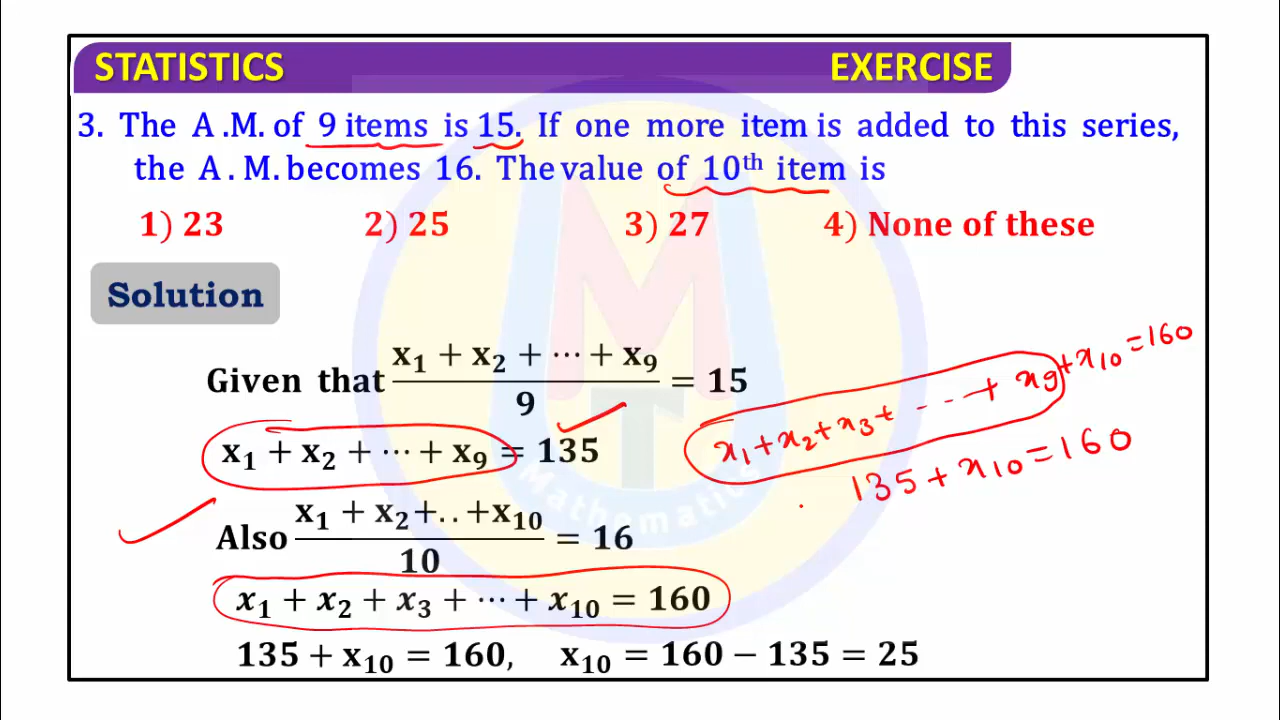 STATISTICS EXERCISE
3. The A .M. of 9 items is 15. If one more item is added to this series,
the A . M. becomes 16. The value of 10th item is
1) 23 2) 25 3) 27 4) None of these
Solution
Given that x₁ + x₂ + ⋯ + x₉ / 9 = 15
x₁ + x₂ + ⋯ + x₉ = 135
x₁+x₂+x₃+ ----+ x₉+x₁₀=160
135+x₁₀=160
Also x₁ + x₂+. . +x₁₀ / 10 = 16
x₁ + x₂ + x₃ + ⋯ + x₁₀ = 160
135 + x₁₀ = 160, x₁₀ = 160 − 135 = 25
MUT
Mathematics